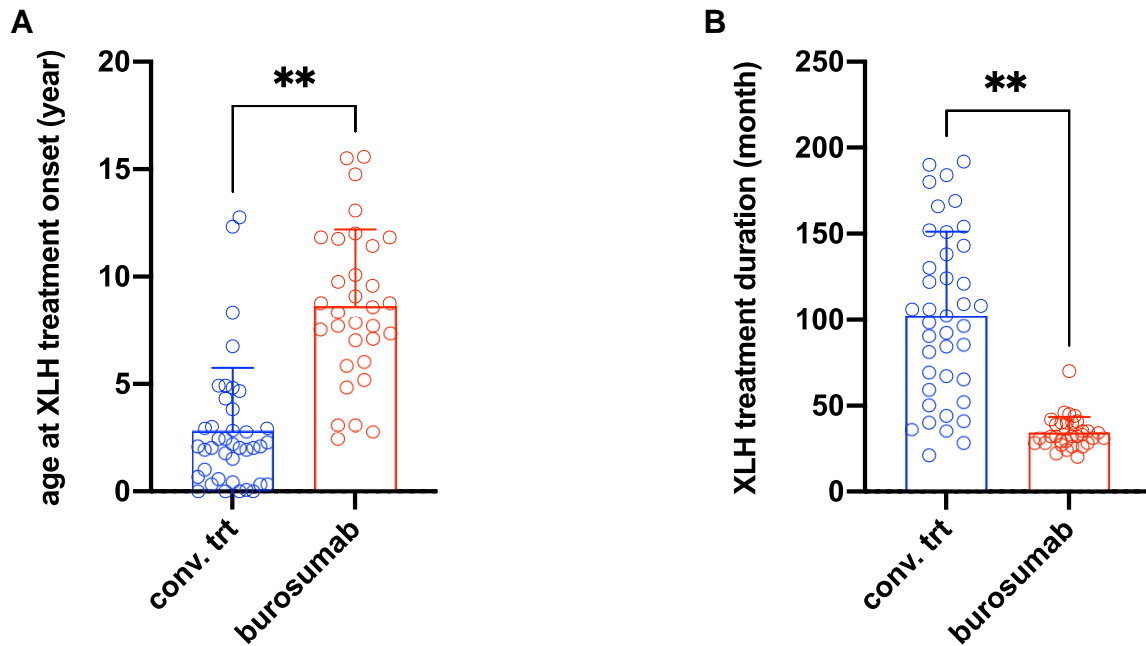 A
age at XLH treatment onset (year)
20
15
10
5
0
**
conv. trt
burosumab
B
XLH treatment duration (month)
250
200
150
100
50
0
**
conv. trt
burosumab